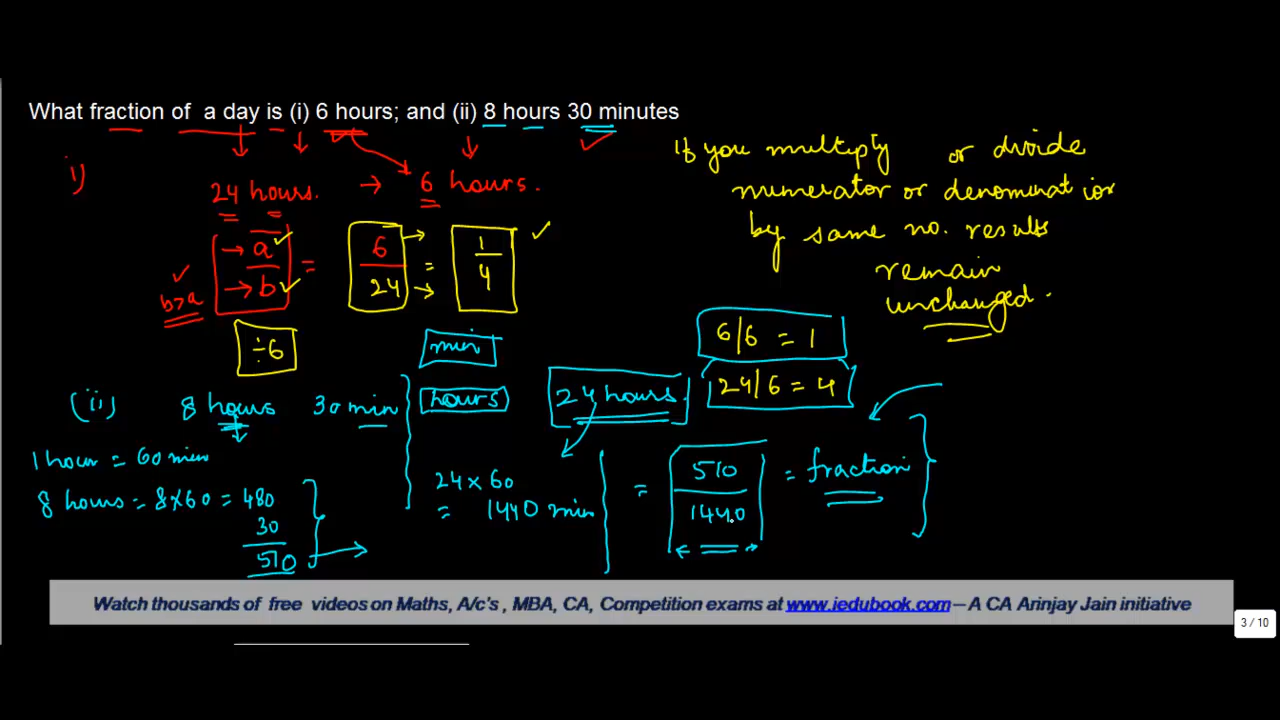 What fraction of a day is (i) 6 hours; and (ii) 8 hours 30 minutes
i)
24 hours. → 6 hours.
b>a
→ a
→ b
=
6
24
=
1
4
÷6
If you multiply or divide
numerator or denominatior
by same no. results
remain
unchanged.
6/6 = 1
24/6 = 4
(ii) 8 hours 30 min
min
hours
24 hours.
1 hour = 60 min
8 hours = 8×60 = 480
30
510
24 × 60
= 1440 min
=
510
1440
= fraction
Watch thousands of free videos on Maths, A/c's , MBA, CA, Competition exams at www.iedubook.com – A CA Arinjay Jain initiative
3 / 10